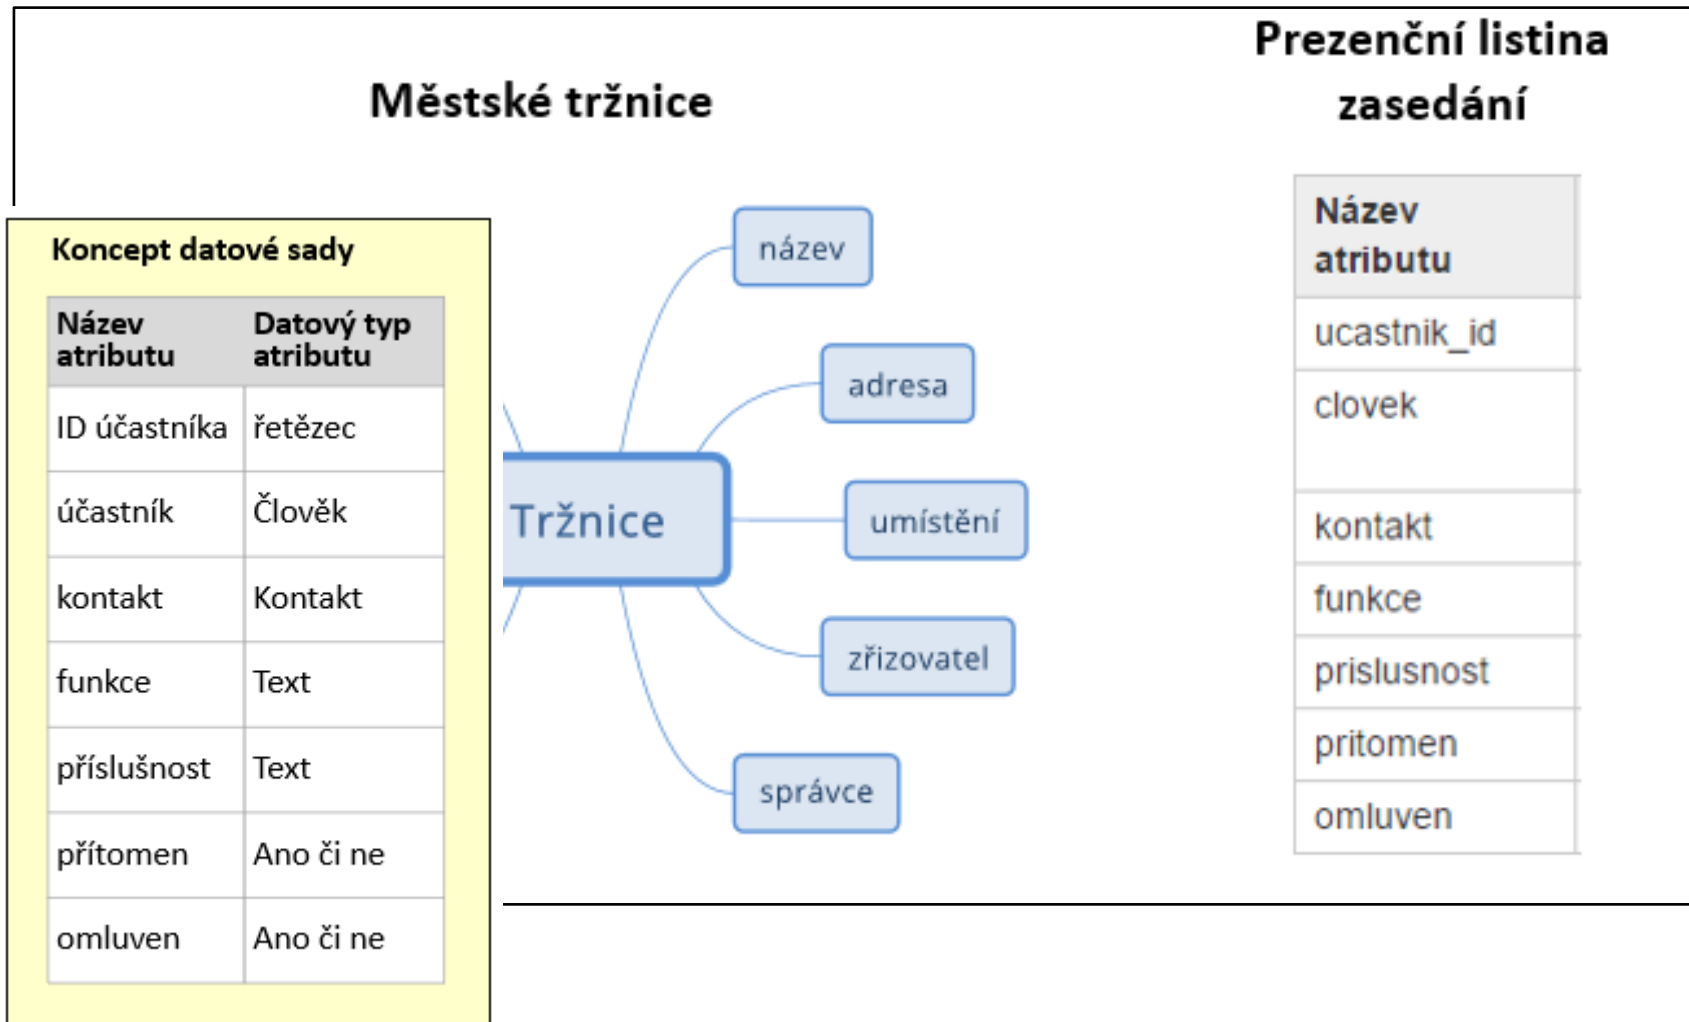 Městské tržnice
Prezenční listina
zasedání
Koncept datové sady
Název atributu Datový typ atributu
ID účastníka řetězec
účastník Člověk
kontakt Kontakt
funkce Text
příslušnost Text
přítomen Ano či ne
omluven Ano či ne
Tržnice
název
adresa
umístění
zřizovatel
správce
Název
atributu
ucastnik_id
clovek
kontakt
funkce
prislusnost
pritomen
omluven